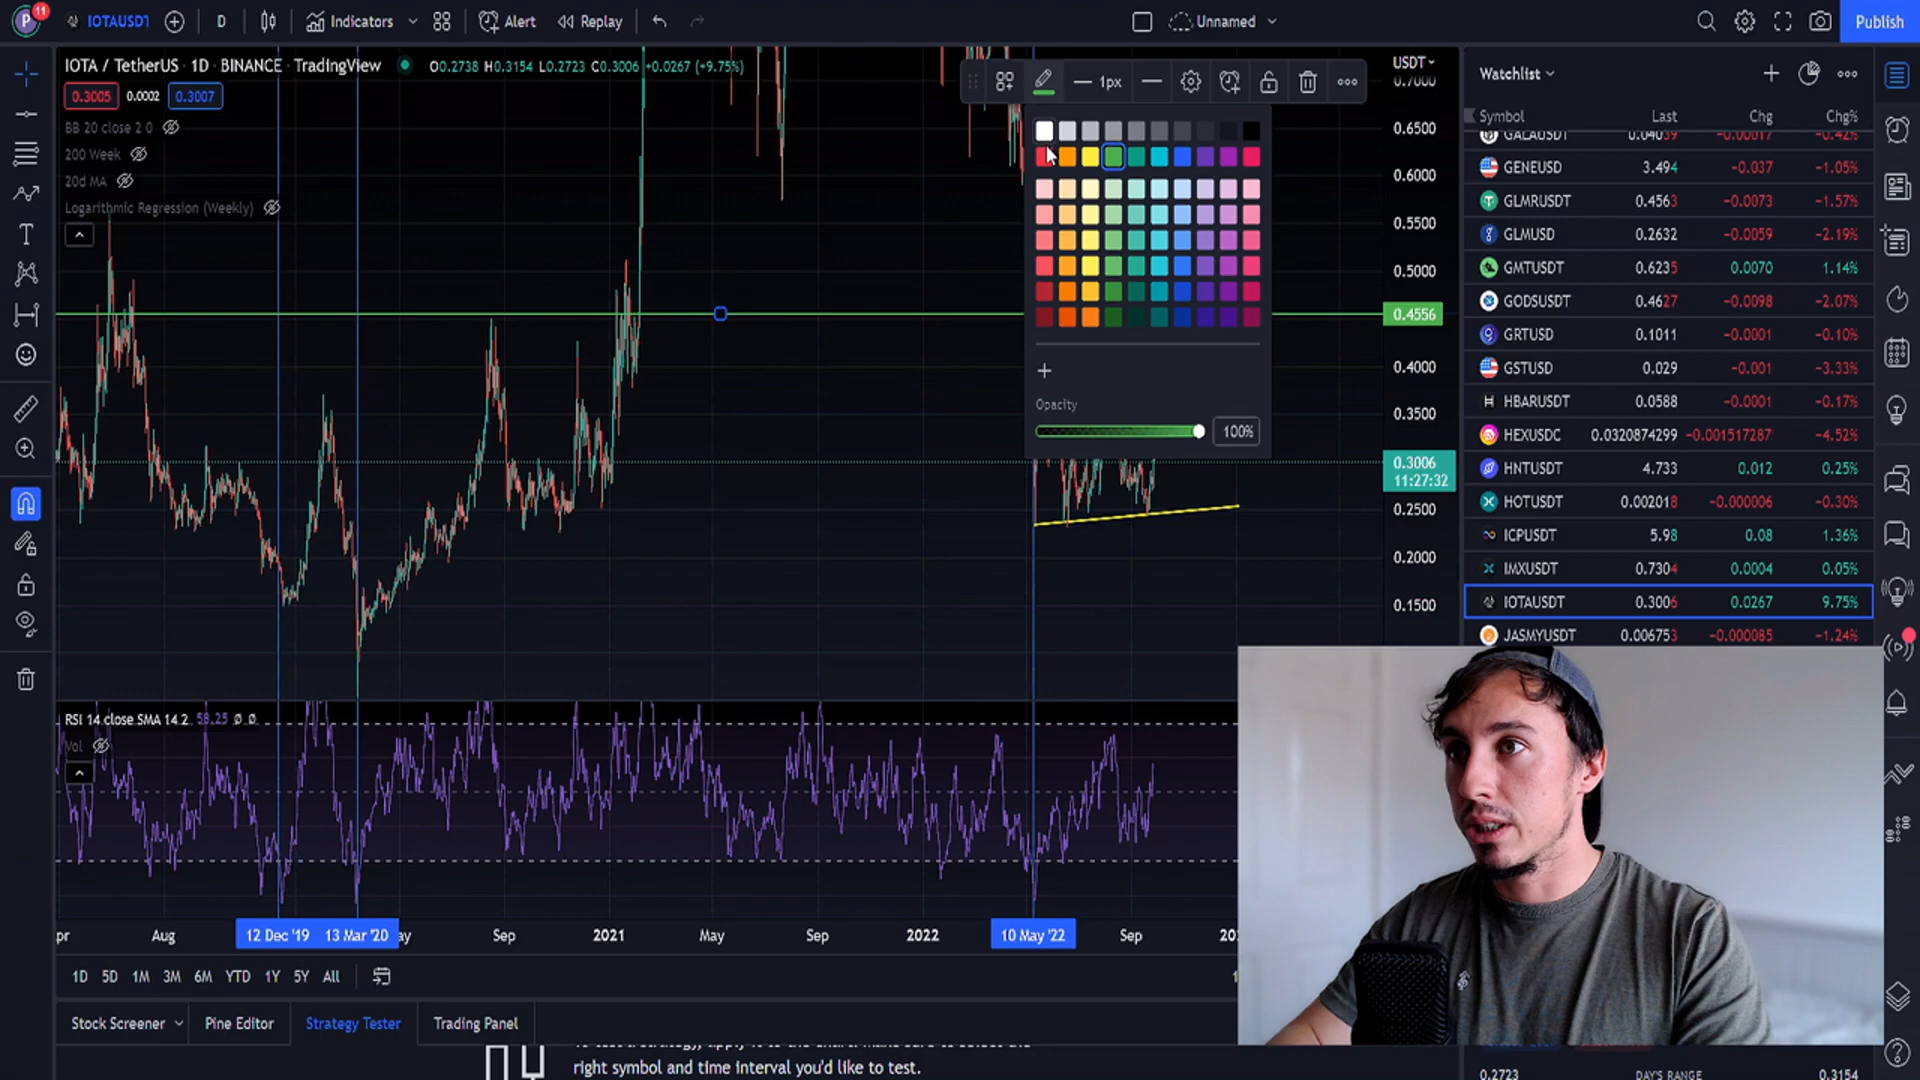 P 11 IOTAUSDT D Indicators Alert Replay Unnamed Publish
IOTA / TetherUS · 1D · BINANCE · TradingView O0.2738 H0.3154 L0.2723 C0.3006 +0.0267 (+9.75%)
0.3005 0.0002 0.3007
BB 20 close 2 0
200 Week
20d MA
Logarithmic Regression (Weekly)
1px
Opacity
100%
USDT
0.7000
0.6500
0.6000
0.5500
0.5000
0.4556
0.4000
0.3500
0.3006
11:27:32
0.2500
0.2000
0.1500
Watchlist
Symbol Last Chg Chg%
GALAUSDT 0.04039 -0.00017 -0.42%
GENEUSD 3.494 -0.037 -1.05%
GLMRUSDT 0.4563 -0.0073 -1.57%
GLMUSD 0.2632 -0.0059 -2.19%
GMTUSDT 0.6235 0.0070 1.14%
GODSUSDT 0.4627 -0.0098 -2.07%
GRTUSD 0.1011 -0.0001 -0.10%
GSTUSD 0.029 -0.001 -3.33%
HBARUSDT 0.0588 -0.0001 -0.17%
HEXUSDC 0.0320874299 -0.001517287 -4.52%
HNTUSDT 4.733 0.012 0.25%
HOTUSDT 0.002018 -0.000006 -0.30%
ICPUSDT 5.98 0.08 1.36%
IMXUSDT 0.7304 0.0004 0.05%
IOTAUSDT 0.3006 0.0267 9.75%
JASMYUSDT 0.006753 -0.000085 -1.24%
RSI 14 close SMA 14 2 58.25 Ø Ø
Vol
pr Aug 12 Dec '19 13 Mar '20 ay Sep 2021 May Sep 2022 10 May '22 Sep
1D 5D 1M 3M 6M YTD 1Y 5Y All
Stock Screener Pine Editor Strategy Tester Trading Panel
right symbol and time interval you'd like to test.
0.2723 DAY'S RANGE 0.3154